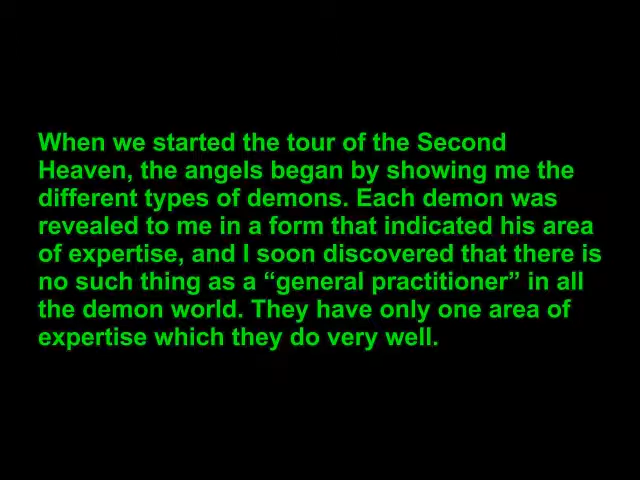 When we started the tour of the Second
Heaven, the angels began by showing me the
different types of demons. Each demon was
revealed to me in a form that indicated his area
of expertise, and I soon discovered that there is
no such thing as a “general practitioner” in all
the demon world. They have only one area of
expertise which they do very well.